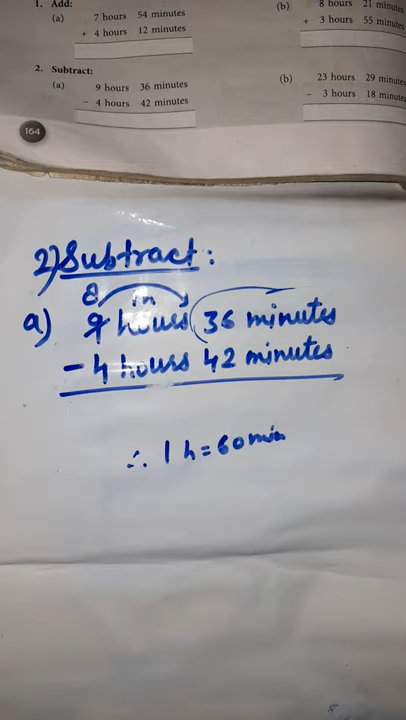 1. Add:
(a) 7 hours 54 minutes
+ 4 hours 12 minutes
(b) 8 hours 21 minutes
+ 3 hours 55 minutes
2. Subtract:
(a) 9 hours 36 minutes
- 4 hours 42 minutes
(b) 23 hours 29 minutes
- 3 hours 18 minutes
164
2) Subtract:
8 1h
a) 9 hours 36 minutes
- 4 hours 42 minutes
∴ 1 h = 60 min